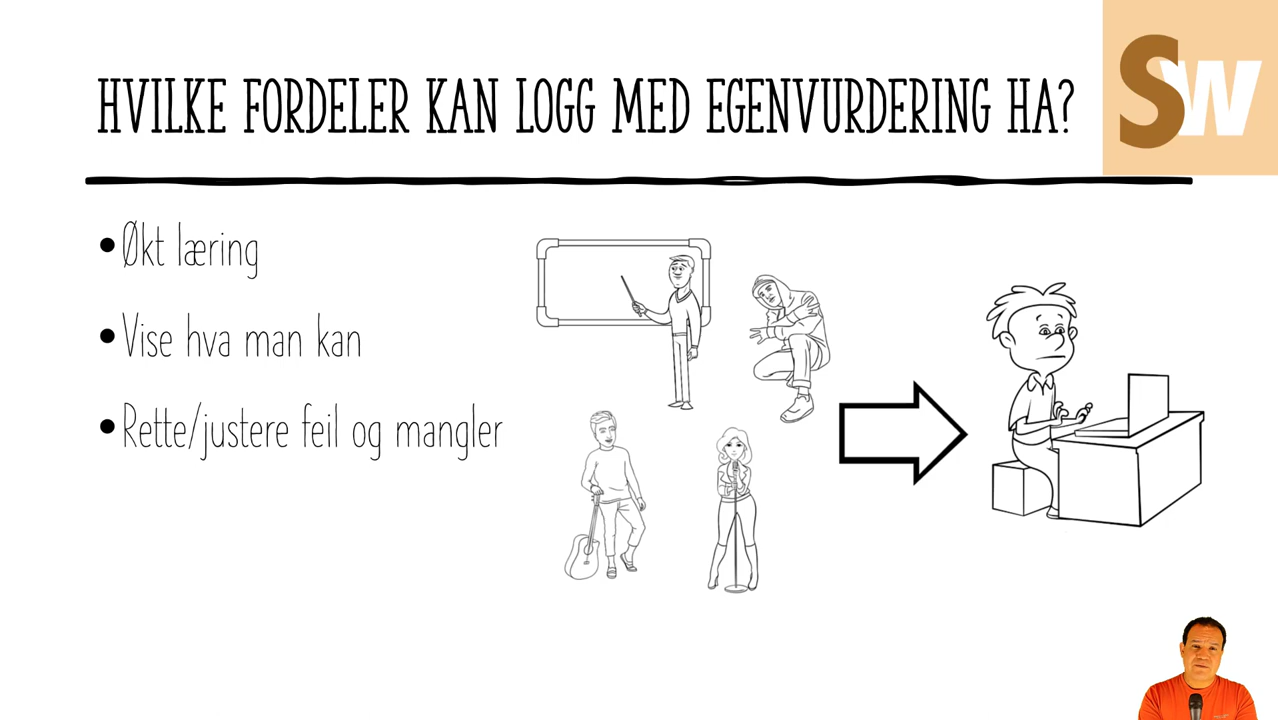 HVILKE FORDELER KAN LOGG MED EGENVURDERING HA?
SW
•Økt læring
•Vise hva man kan
•Rette/justere feil og mangler